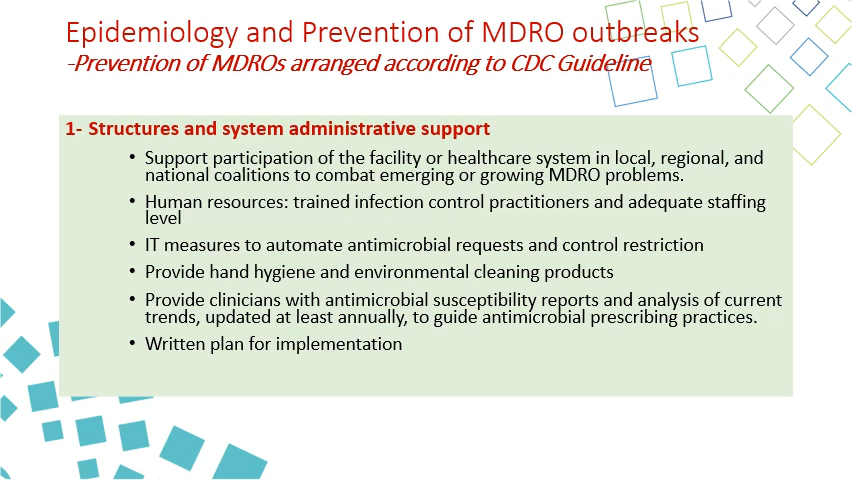 Epidemiology and Prevention of MDRO outbreaks
-Prevention of MDROs arranged according to CDC Guideline
1- Structures and system administrative support
• Support participation of the facility or healthcare system in local, regional, and
national coalitions to combat emerging or growing MDRO problems.
• Human resources: trained infection control practitioners and adequate staffing
level
• IT measures to automate antimicrobial requests and control restriction
• Provide hand hygiene and environmental cleaning products
• Provide clinicians with antimicrobial susceptibility reports and analysis of current
trends, updated at least annually, to guide antimicrobial prescribing practices.
• Written plan for implementation